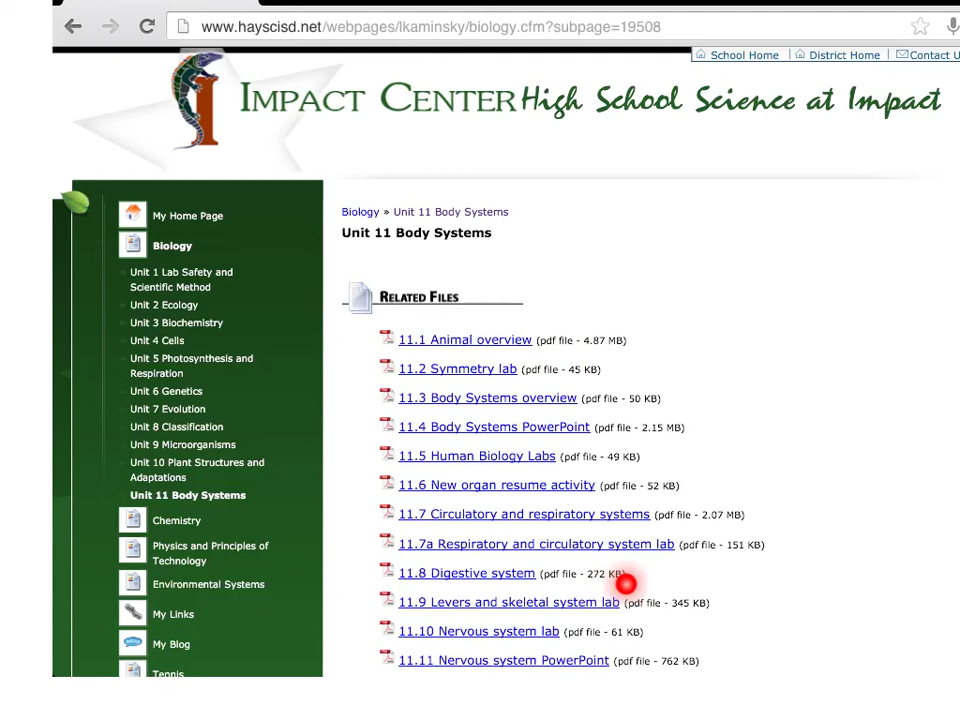 www.hayscisd.net/webpages/lkaminsky/biology.cfm?subpage=19508
School Home | District Home | Contact U
IMPACT CENTER High School Science at Impact
My Home Page
Biology
Unit 1 Lab Safety and
Scientific Method
Unit 2 Ecology
Unit 3 Biochemistry
Unit 4 Cells
Unit 5 Photosynthesis and
Respiration
Unit 6 Genetics
Unit 7 Evolution
Unit 8 Classification
Unit 9 Microorganisms
Unit 10 Plant Structures and
Adaptations
Unit 11 Body Systems
Chemistry
Physics and Principles of
Technology
Environmental Systems
My Links
My Blog
Tennis
Biology » Unit 11 Body Systems
Unit 11 Body Systems
RELATED FILES
11.1 Animal overview (pdf file - 4.87 MB)
11.2 Symmetry lab (pdf file - 45 KB)
11.3 Body Systems overview (pdf file - 50 KB)
11.4 Body Systems PowerPoint (pdf file - 2.15 MB)
11.5 Human Biology Labs (pdf file - 49 KB)
11.6 New organ resume activity (pdf file - 52 KB)
11.7 Circulatory and respiratory systems (pdf file - 2.07 MB)
11.7a Respiratory and circulatory system lab (pdf file - 151 KB)
11.8 Digestive system (pdf file - 272 KB)
11.9 Levers and skeletal system lab (pdf file - 345 KB)
11.10 Nervous system lab (pdf file - 61 KB)
11.11 Nervous system PowerPoint (pdf file - 762 KB)